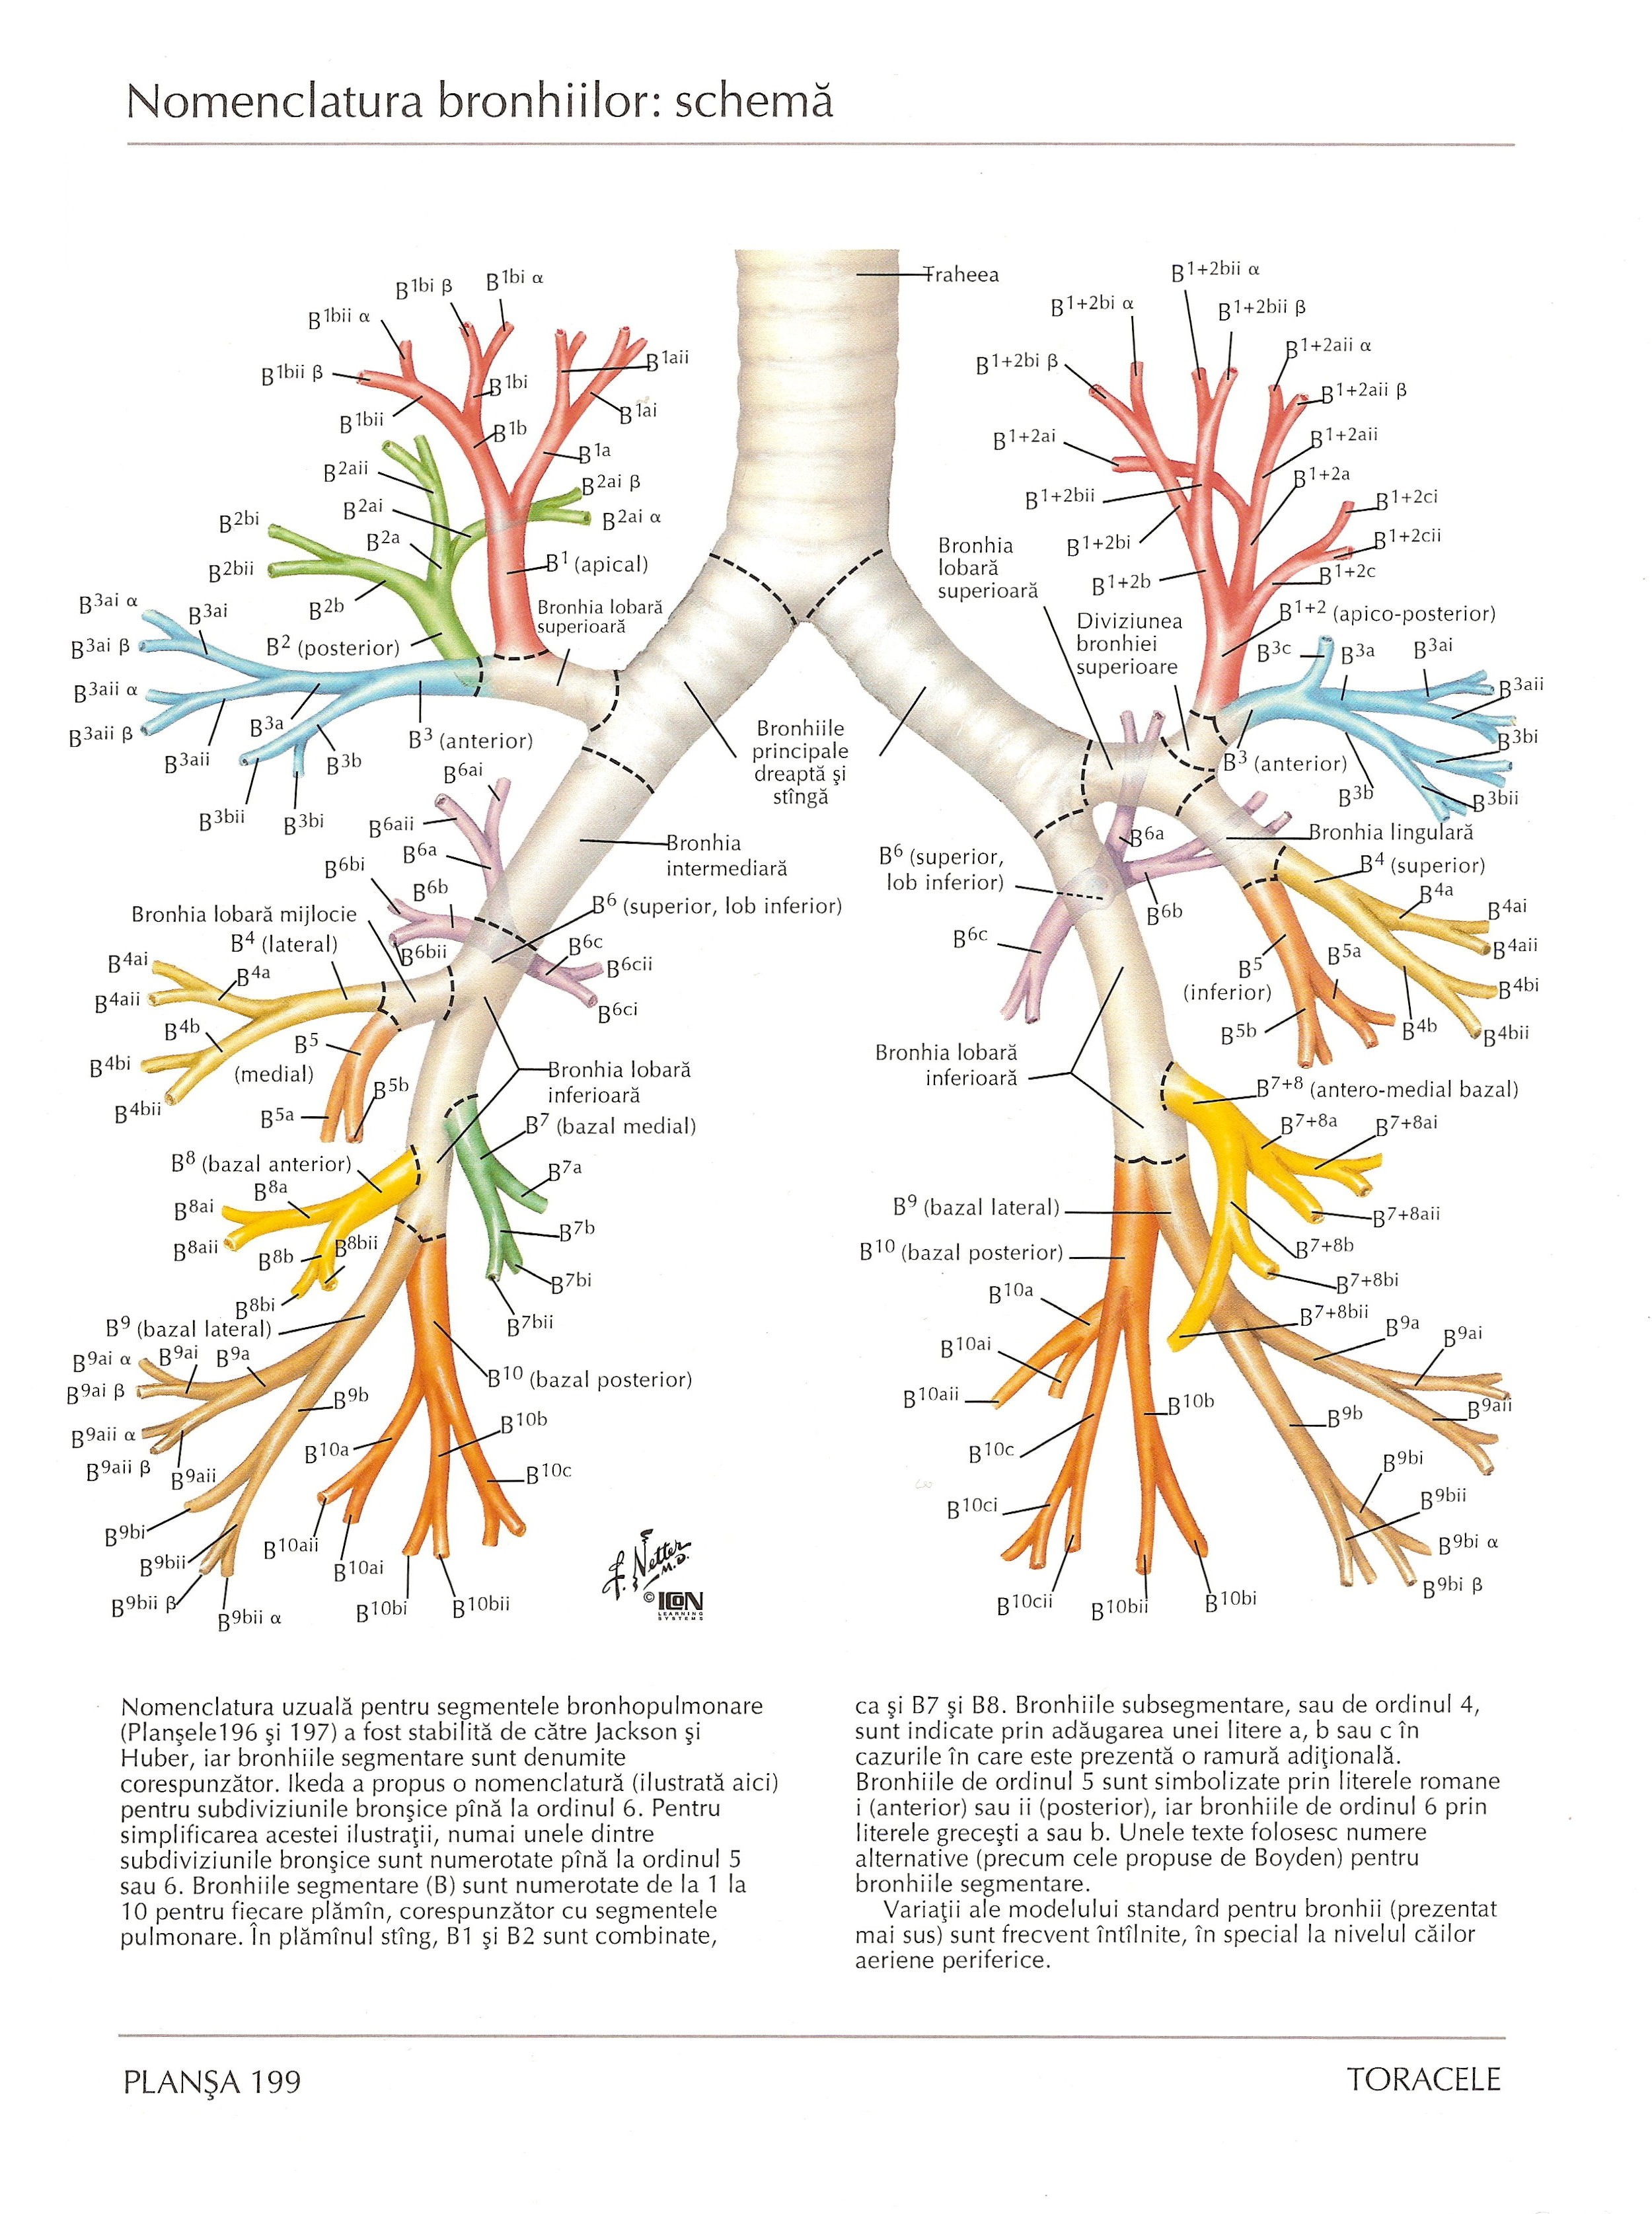 Nomenclatura bronhiilor: schemă
Traheea
B1bi β
B1bi α
B1bii α
B1bii β
B1bi
B1aii
B1bii
B1b
B1ai
B1a
B2aii
B2ai β
B2ai
B2ai α
B2bi
B2a
B2bii
B1 (apical)
B2b
B3ai α
B3ai
Bronhia lobară
superioară
B3ai β
B2 (posterior)
B3aii α
B3a
B3aii β
B3 (anterior)
B3aii
B3b
B3bii
B3bi
Bronhiile
principale
dreaptă şi
stîngă
B6ai
B6aii
B6a
B6bi
B6b
Bronhia
intermediară
Bronhia lobară mijlocie
B6 (superior, lob inferior)
B4 (lateral)
B6bii
B6c
B6cii
B6ci
B4ai
B4a
B4aii
B4b
B5
(medial)
B4bi
B5b
B4bii
B5a
Bronhia lobară
inferioară
B7 (bazal medial)
B8 (bazal anterior)
B7a
B8a
B8ai
B8aii
B8b
B8bii
B7b
B8bi
B7bi
B7bii
B9 (bazal lateral)
B9ai α
B9ai
B9a
B9ai β
B10 (bazal posterior)
B9b
B9aii α
B10b
B10a
B9aii β
B9aii
B10c
B9bi
B10aii
B9bii
B10ai
B9bii β
B9bii α
B10bi
B10bii
B1+2bii α
B1+2bi α
B1+2bii β
B1+2bi β
B1+2aii α
B1+2aii β
B1+2ai
B1+2aii
B1+2a
B1+2bii
B1+2ci
B1+2bi
B1+2cii
Bronhia
lobară
superioară
B1+2b
B1+2c
B1+2 (apico-posterior)
Diviziunea
bronhiei
superioare
B3c
B3a
B3ai
B3aii
B3bi
B3 (anterior)
B3b
B3bii
B6a
Bronhia lingulară
B6 (superior,
lob inferior)
B4 (superior)
B6b
B4a
B4ai
B6c
B4aii
B5
(inferior)
B5a
B4bi
B5b
B4b
B4bii
Bronhia lobară
inferioară
B7+8 (antero-medial bazal)
B7+8a
B7+8ai
B9 (bazal lateral)
B7+8aii
B10 (bazal posterior)
B7+8b
B7+8bi
B10a
B7+8bii
B9a
B9ai
B10ai
B10aii
B10b
B9b
B9aii
B10c
B9bi
B10ci
B9bii
B9bi α
B10cii
B10bii
B10bi
B9bi β
F. Netter
M.D.
© ICON
LEARNING
SYSTEMS
Nomenclatura uzuală pentru segmentele bronhopulmonare
(Planşele196 şi 197) a fost stabilită de către Jackson şi
Huber, iar bronhiile segmentare sunt denumite
corespunzător. Ikeda a propus o nomenclatură (ilustrată aici)
pentru subdiviziunile bronşice pînă la ordinul 6. Pentru
simplificarea acestei ilustraţii, numai unele dintre
subdiviziunile bronşice sunt numerotate pînă la ordinul 5
sau 6. Bronhiile segmentare (B) sunt numerotate de la 1 la
10 pentru fiecare plămîn, corespunzător cu segmentele
pulmonare. În plămînul stîng, B1 şi B2 sunt combinate,
ca şi B7 şi B8. Bronhiile subsegmentare, sau de ordinul 4,
sunt indicate prin adăugarea unei litere a, b sau c în
cazurile în care este prezentă o ramură adiţională.
Bronhiile de ordinul 5 sunt simbolizate prin literele romane
i (anterior) sau ii (posterior), iar bronhiile de ordinul 6 prin
literele greceşti a sau b. Unele texte folosesc numere
alternative (precum cele propuse de Boyden) pentru
bronhiile segmentare.
Variaţii ale modelului standard pentru bronhii (prezentat
mai sus) sunt frecvent întîlnite, în special la nivelul căilor
aeriene periferice.
PLANŞA 199
TORACELE